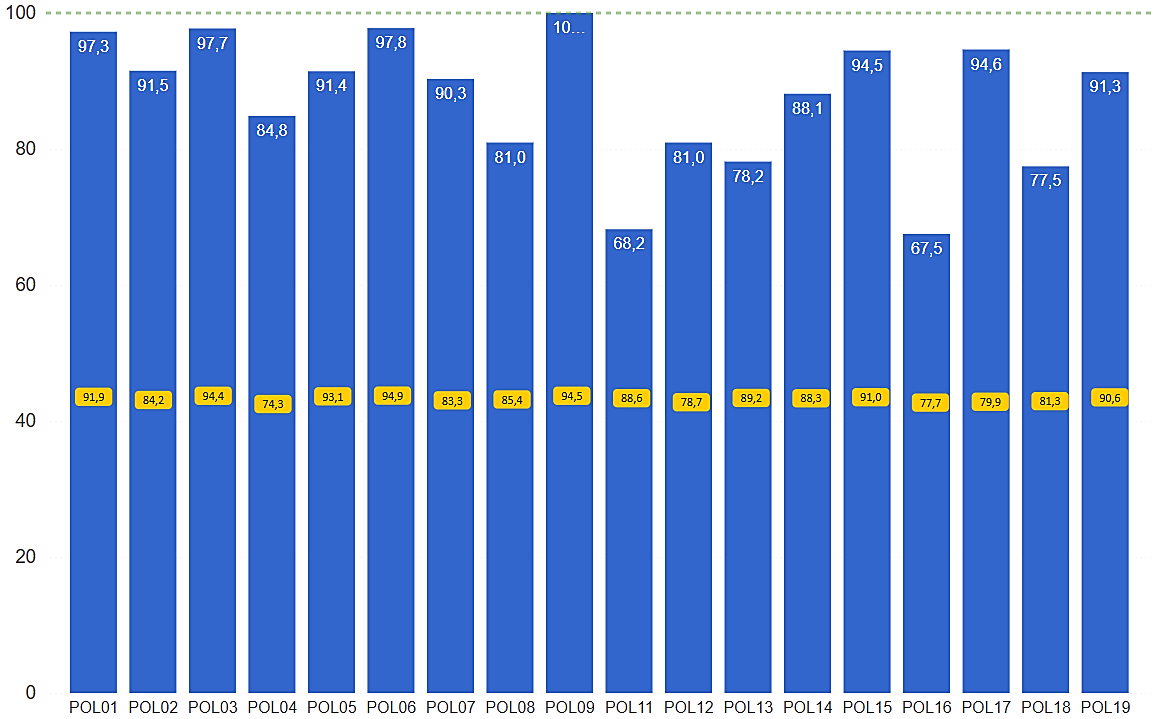 100
97,3 91,5 97,7 84,8 91,4 97,8 90,3 81,0 10... 68,2 81,0 78,2 88,1 94,5 67,5 94,6 77,5 91,3
80
60
91,9 84,2 94,4 74,3 93,1 94,9 83,3 85,4 94,5 88,6 78,7 89,2 88,3 91,0 77,7 79,9 81,3 90,6
40
20
0
POL01 POL02 POL03 POL04 POL05 POL06 POL07 POL08 POL09 POL11 POL12 POL13 POL14 POL15 POL16 POL17 POL18 POL19